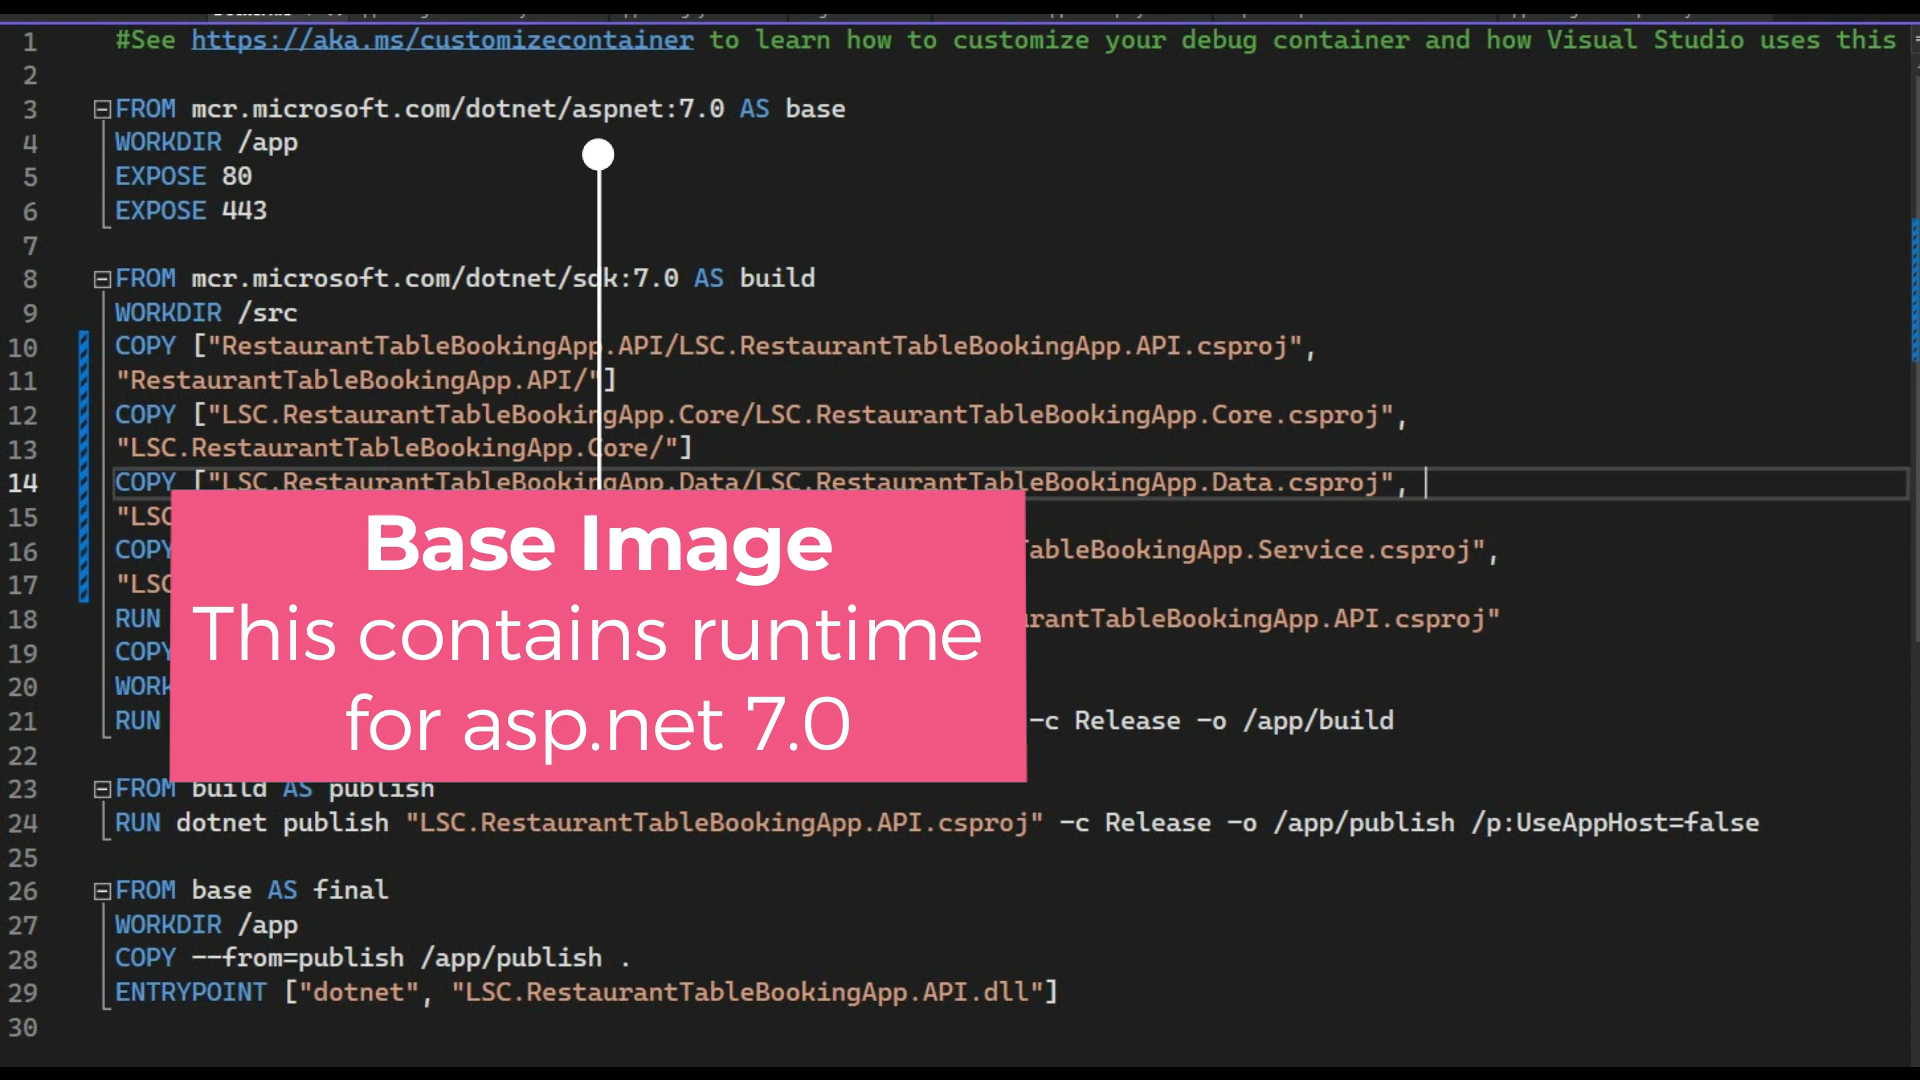 1 #See https://aka.ms/customizecontainer to learn how to customize your debug container and how Visual Studio uses this
2
3 FROM mcr.microsoft.com/dotnet/aspnet:7.0 AS base
4 WORKDIR /app
5 EXPOSE 80
6 EXPOSE 443
7
8 FROM mcr.microsoft.com/dotnet/sdk:7.0 AS build
9 WORKDIR /src
10 COPY ["RestaurantTableBookingApp.API/LSC.RestaurantTableBookingApp.API.csproj",
11 "RestaurantTableBookingApp.API/"]
12 COPY ["LSC.RestaurantTableBookingApp.Core/LSC.RestaurantTableBookingApp.Core.csproj",
13 "LSC.RestaurantTableBookingApp.Core/"]
14 COPY ["LSC.RestaurantTableBookingApp.Data/LSC.RestaurantTableBookingApp.Data.csproj",
15 "LSC
16 COPY ableBookingApp.Service.csproj",
17 "LSC
18 RUN rantTableBookingApp.API.csproj"
19 COPY
20 WORK
21 RUN -c Release -o /app/build
22
Base Image
This contains runtime
for asp.net 7.0
23 FROM build AS publish
24 RUN dotnet publish "LSC.RestaurantTableBookingApp.API.csproj" -c Release -o /app/publish /p:UseAppHost=false
25
26 FROM base AS final
27 WORKDIR /app
28 COPY --from=publish /app/publish .
29 ENTRYPOINT ["dotnet", "LSC.RestaurantTableBookingApp.API.dll"]
30